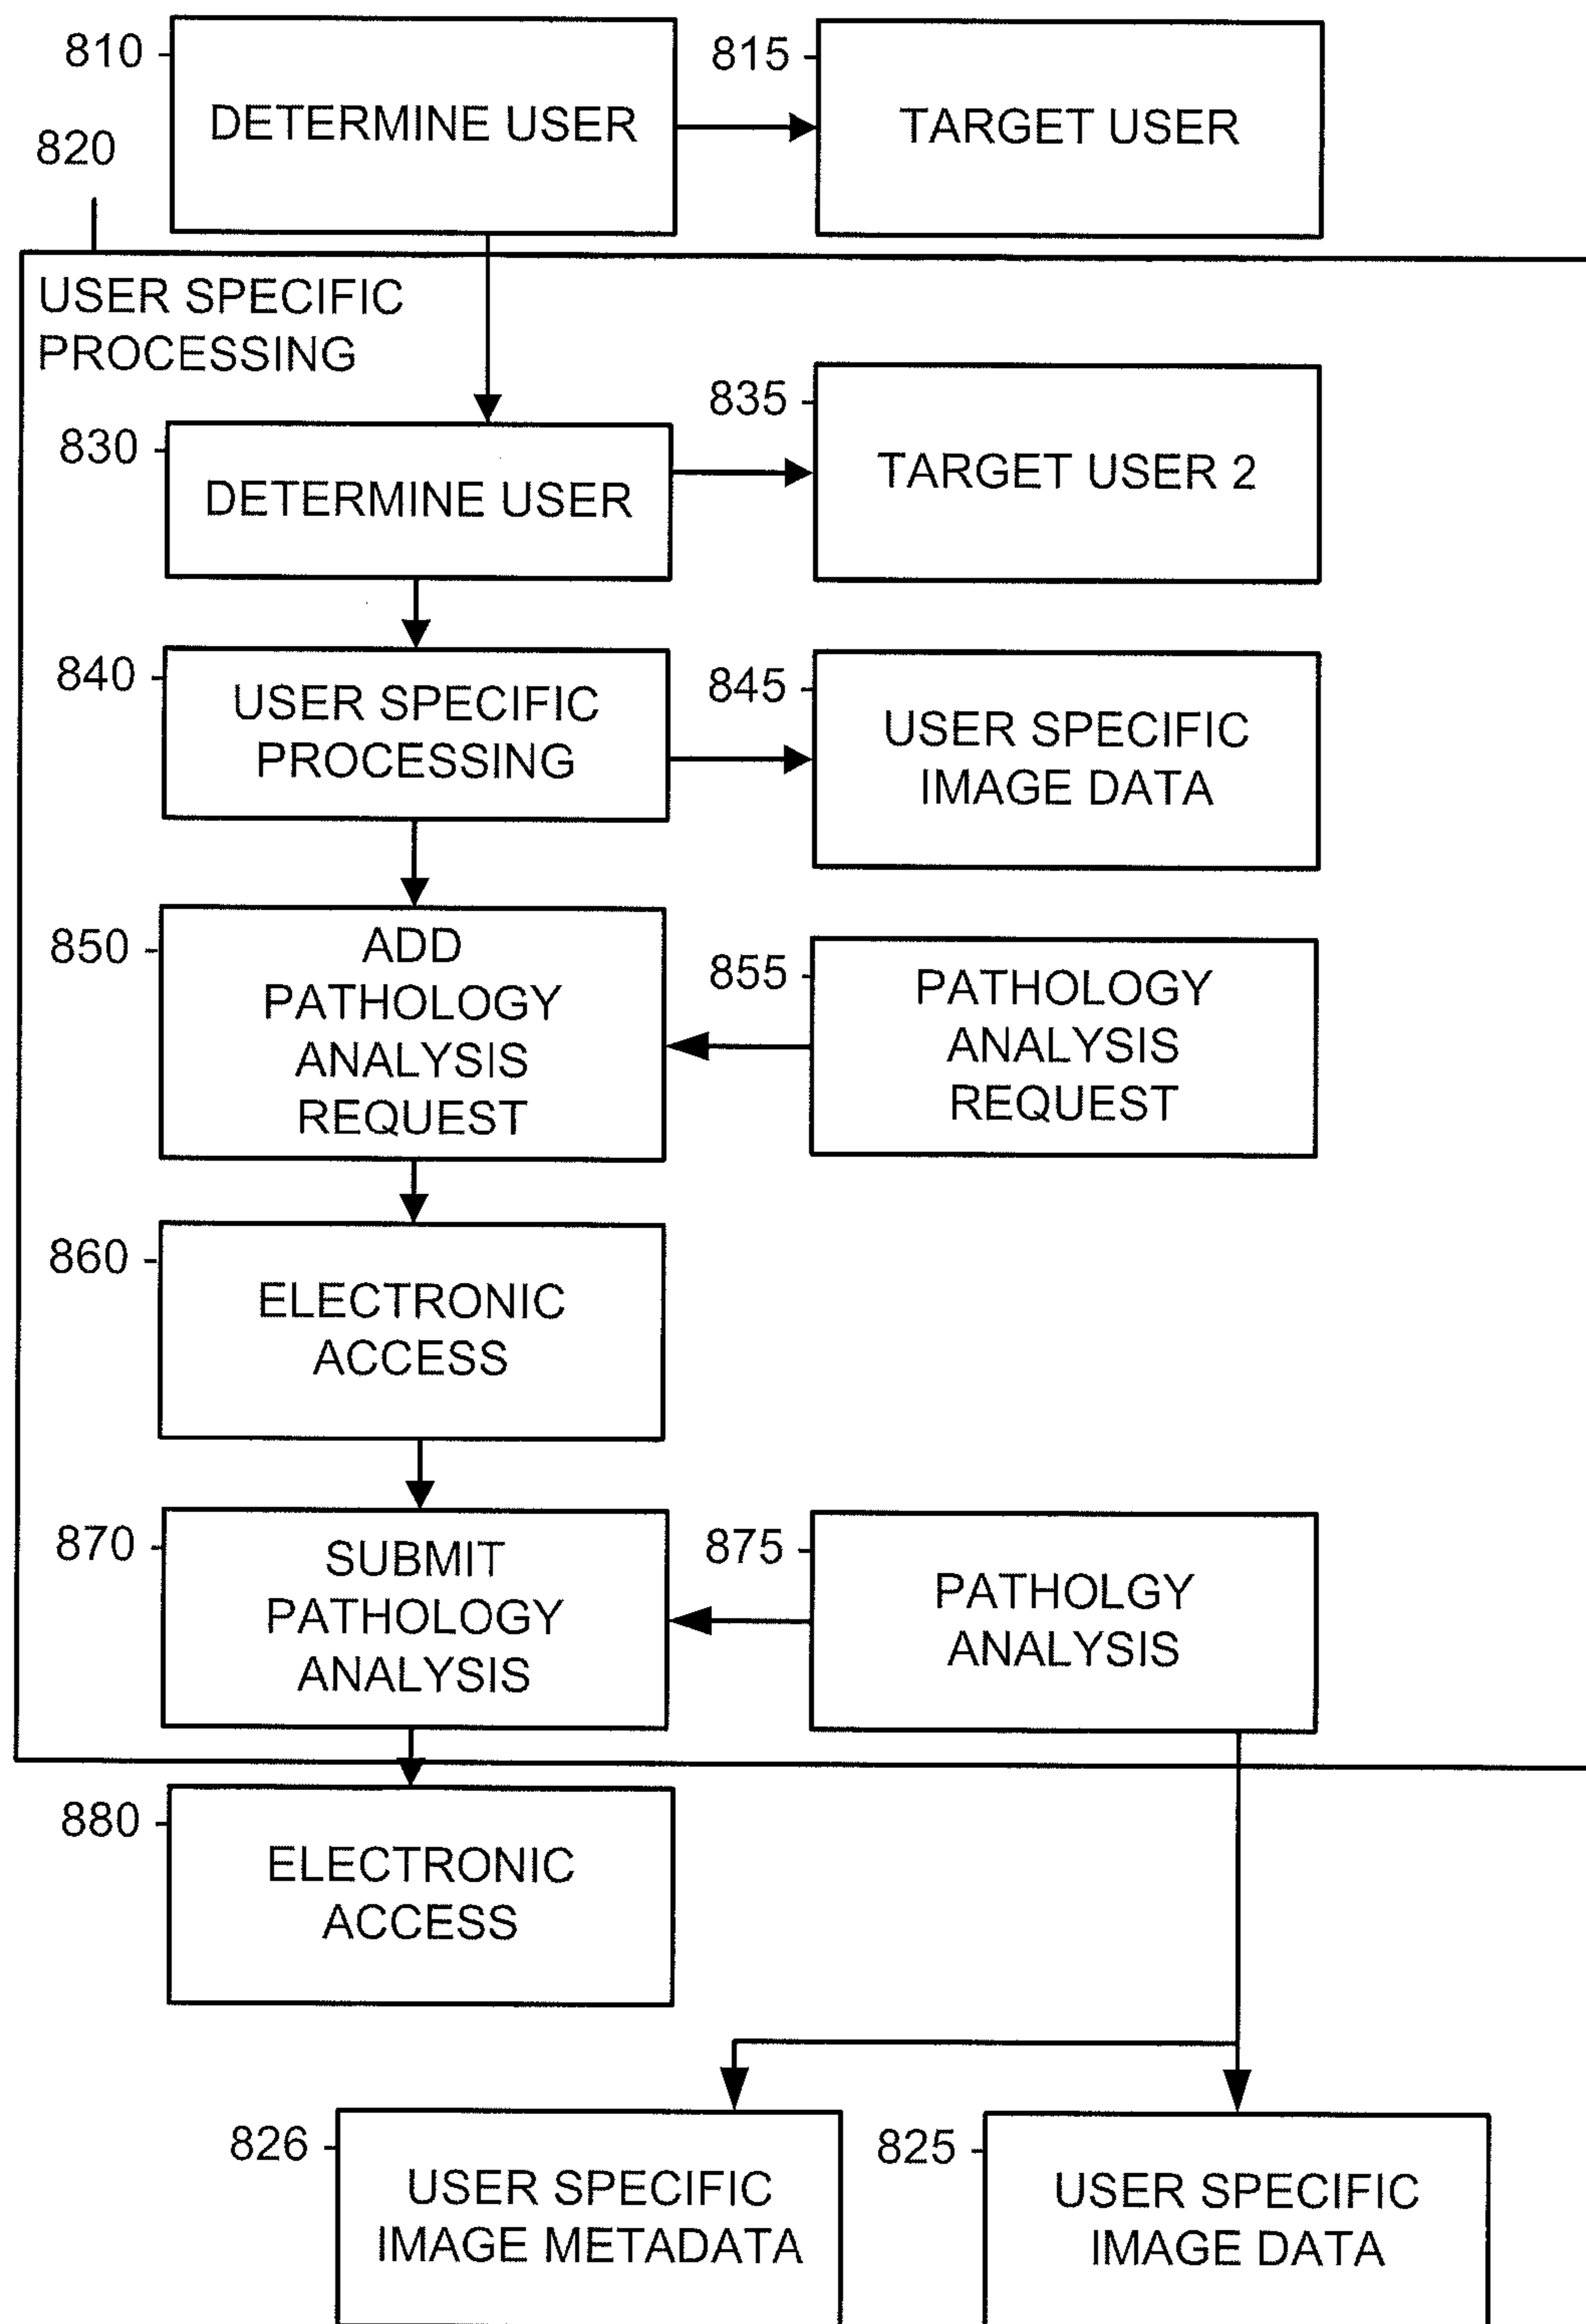 810
DETERMINE USER
815
TARGET USER
820
USER SPECIFIC
PROCESSING
830
DETERMINE USER
835
TARGET USER 2
840
USER SPECIFIC
PROCESSING
845
USER SPECIFIC
IMAGE DATA
850
ADD
PATHOLOGY
ANALYSIS
REQUEST
855
PATHOLOGY
ANALYSIS
REQUEST
860
ELECTRONIC
ACCESS
870
SUBMIT
PATHOLOGY
ANALYSIS
875
PATHOLGY
ANALYSIS
880
ELECTRONIC
ACCESS
826
USER SPECIFIC
IMAGE METADATA
825
USER SPECIFIC
IMAGE DATA